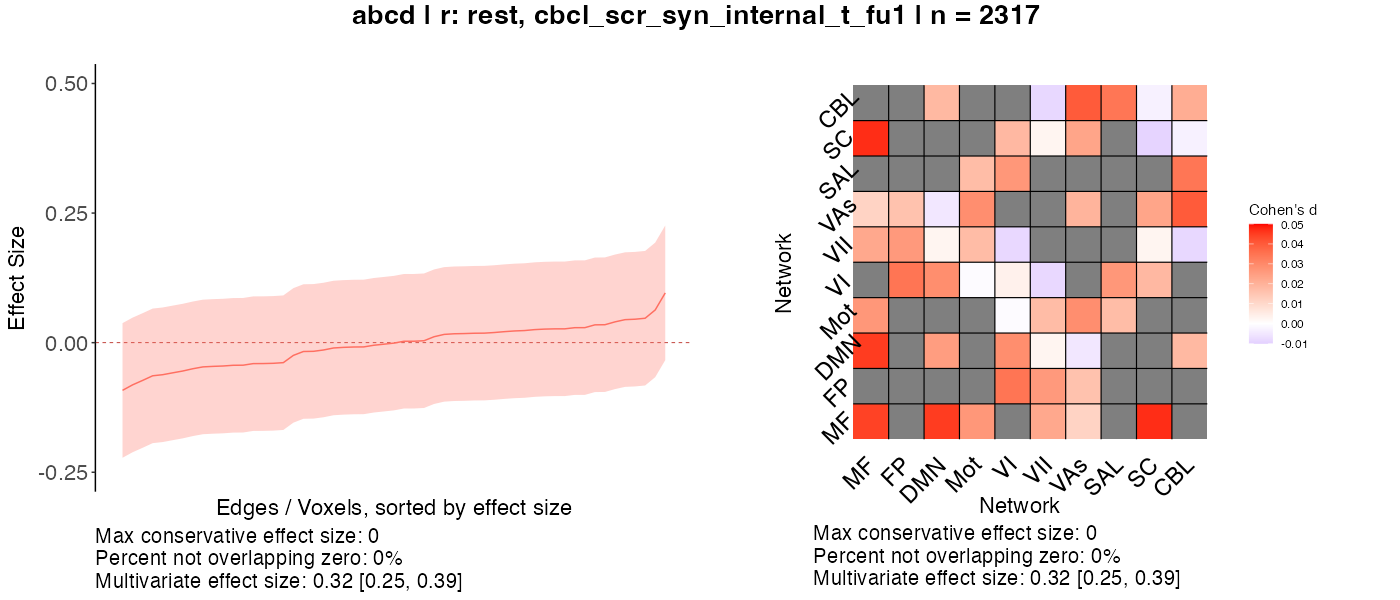 abcd | r: rest, cbcl_scr_syn_internal_t_fu1 | n = 2317
Effect Size
0.50
0.25
0.00
-0.25
Edges / Voxels, sorted by effect size
Max conservative effect size: 0
Percent not overlapping zero: 0%
Multivariate effect size: 0.32 [0.25, 0.39]
Network
CBL
SC
SAL
VAs
VII
VI
Mot
DMN
FP
MF
MF FP DMN Mot VI VII VAs SAL SC CBL
Network
Max conservative effect size: 0
Percent not overlapping zero: 0%
Multivariate effect size: 0.32 [0.25, 0.39]
Cohen's d
0.05
0.04
0.03
0.02
0.01
0.00
-0.01